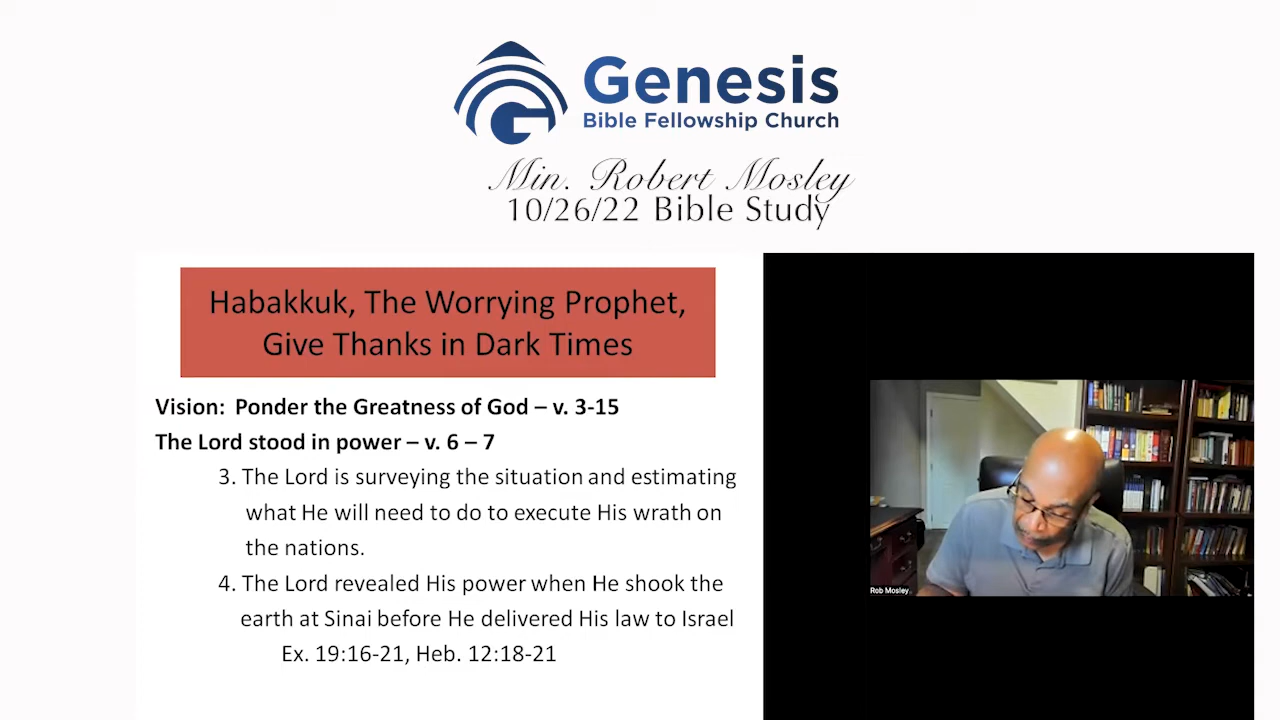 Genesis
Bible Fellowship Church
Min. Robert Mosley
10/26/22 Bible Study
Habakkuk, The Worrying Prophet,
Give Thanks in Dark Times
Vision: Ponder the Greatness of God – v. 3-15
The Lord stood in power – v. 6 – 7
3. The Lord is surveying the situation and estimating
what He will need to do to execute His wrath on
the nations.
4. The Lord revealed His power when He shook the
earth at Sinai before He delivered His law to Israel
Ex. 19:16-21, Heb. 12:18-21
Rob Mosley